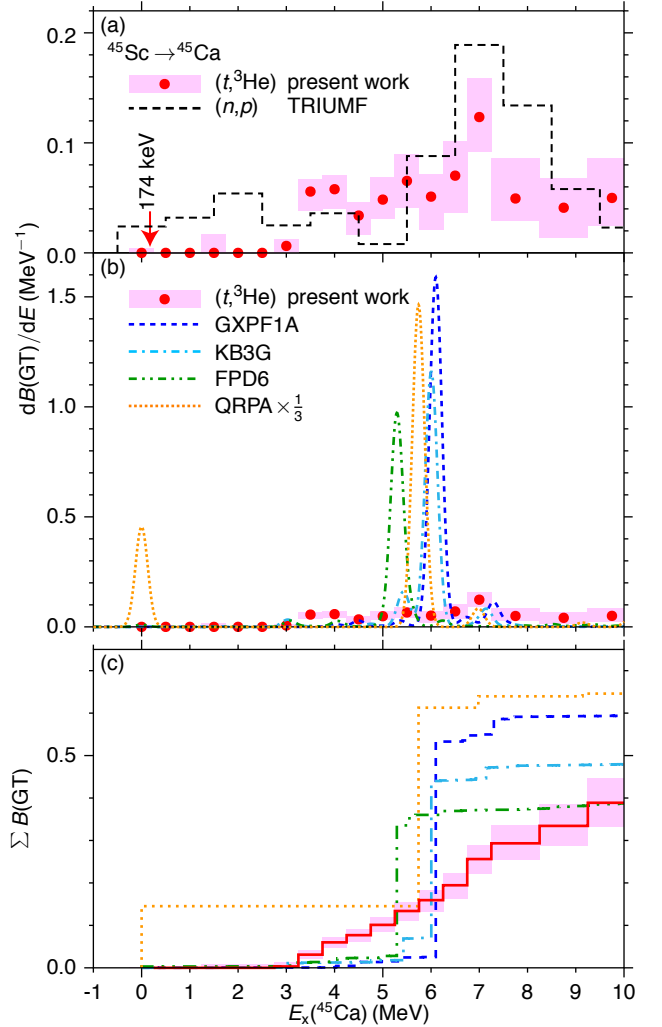 (a)
⁴⁵Sc→⁴⁵Ca
(t,³He) present work
(n,p) TRIUMF
174 keV
0.2
0.1
0.0
(b)
(t,³He) present work
GXPF1A
KB3G
FPD6
QRPA × 1/3
dB(GT)/dE (MeV⁻¹)
1.5
1.0
0.5
0.0
(c)
∑ B(GT)
0.5
0.0
-1 0 1 2 3 4 5 6 7 8 9 10
Eₓ(⁴⁵Ca) (MeV)